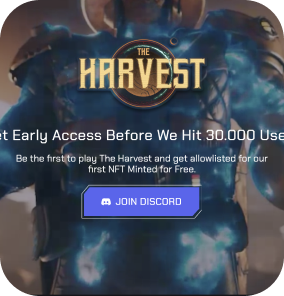 THE
HARVEST
et Early Access Before We Hit 30.000 Use
Be the first to play The Harvest and get allowlisted for our
first NFT Minted for Free.
JOIN DISCORD